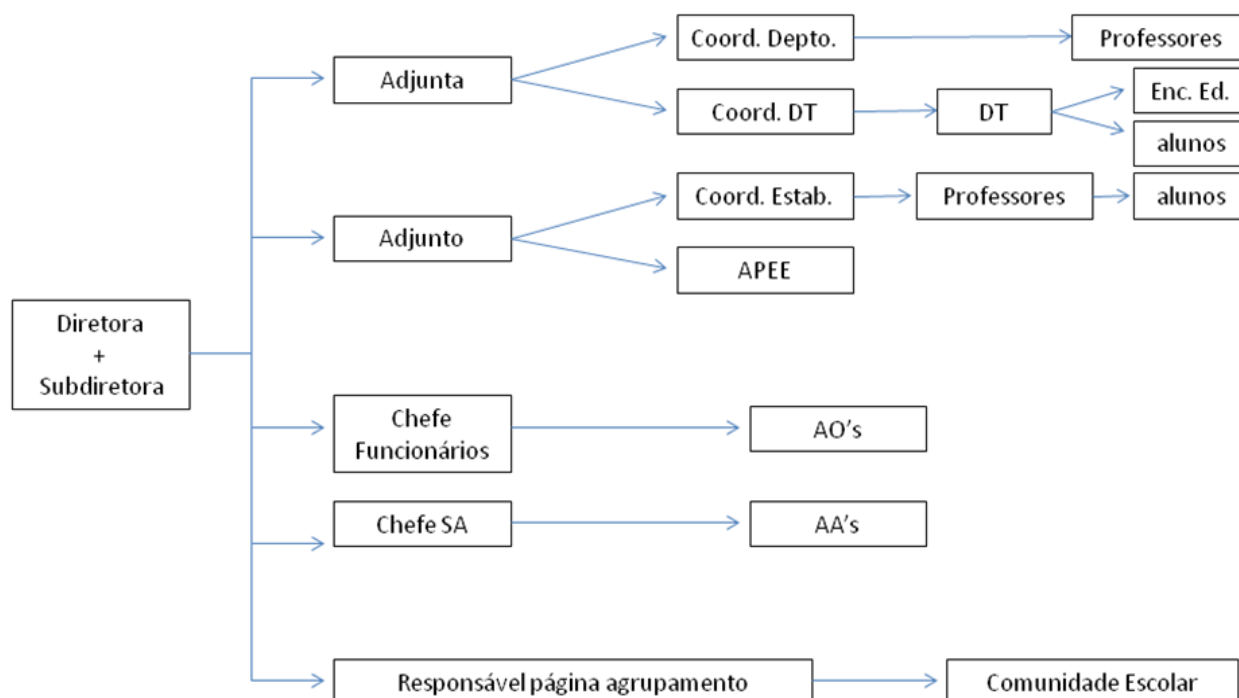 Coord. Depto.
Professores
Adjunta
Enc. Ed.
Coord. DT
DT
alunos
Coord. Estab.
Professores
alunos
Adjunto
APEE
Diretora
+
Subdiretora
Chefe
Funcionários
AO’s
Chefe SA
AA’s
Responsável página agrupamento
Comunidade Escolar